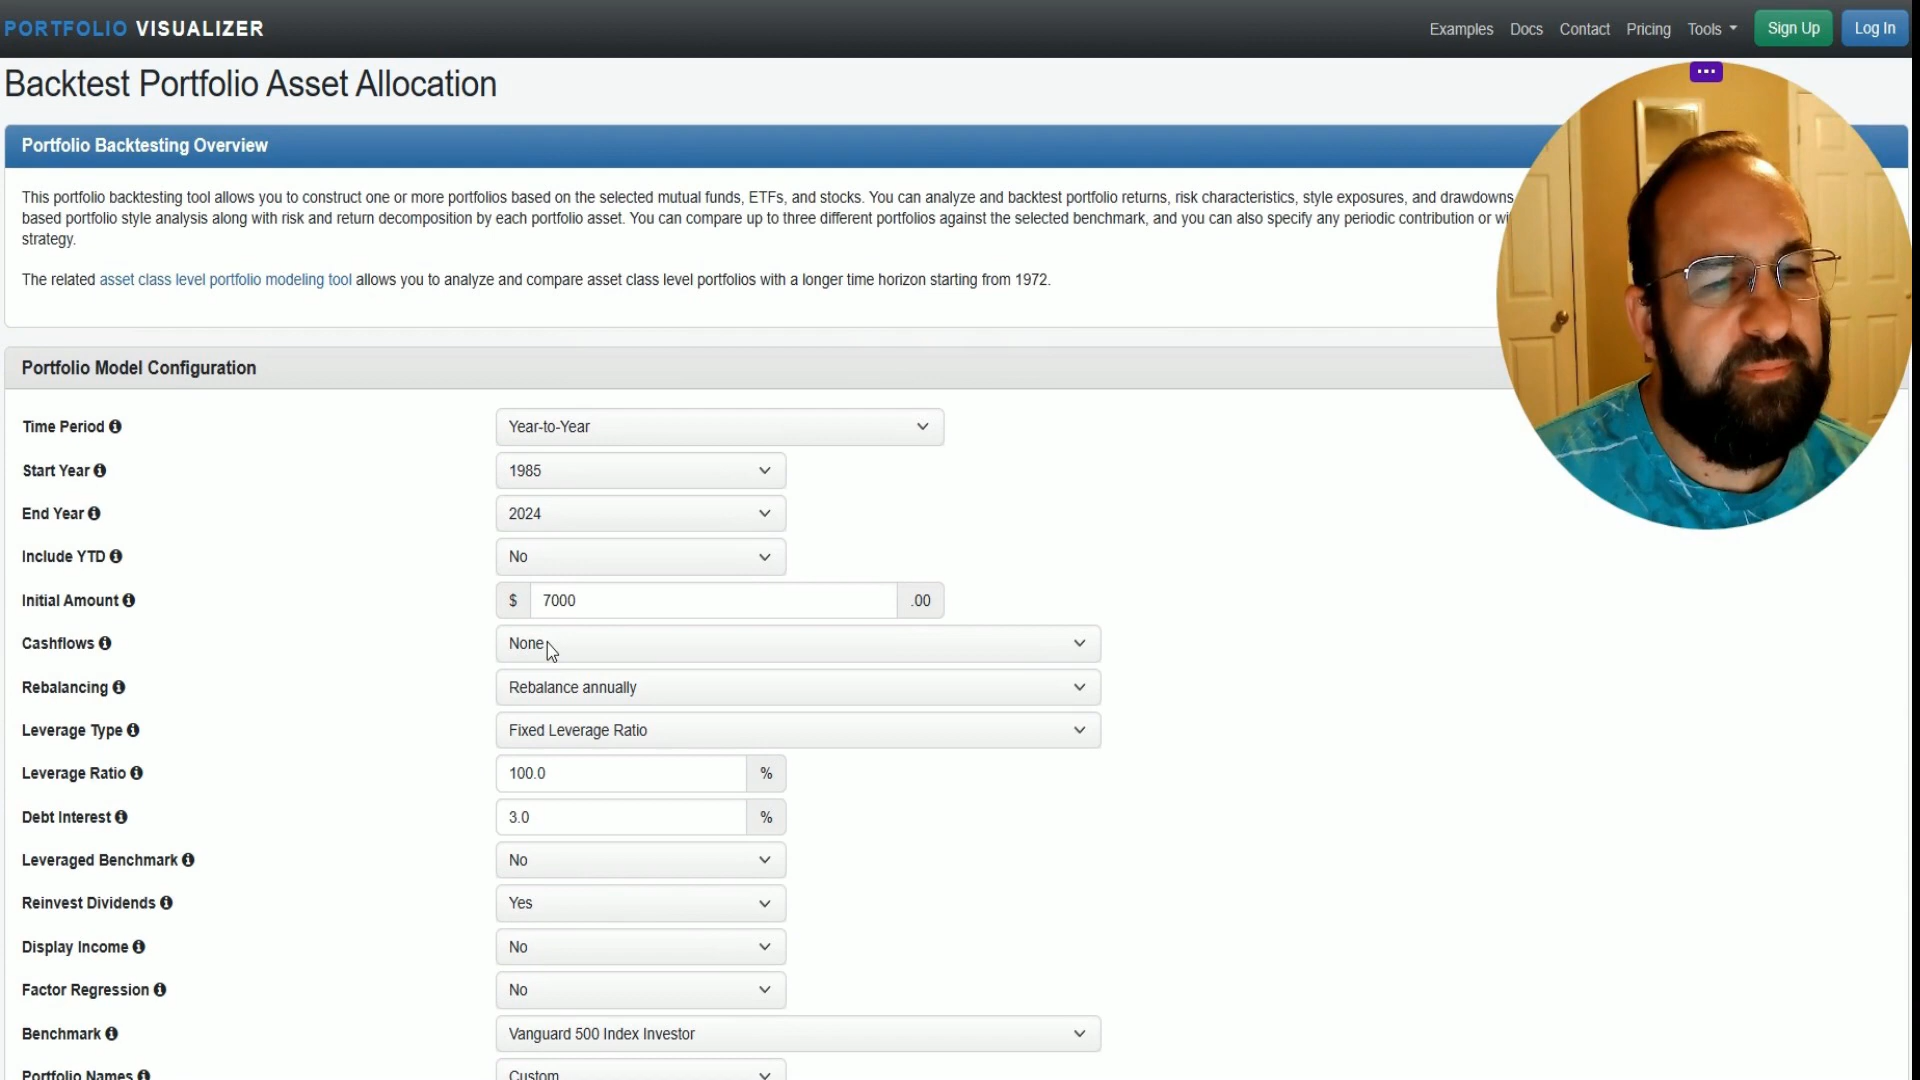 PORTFOLIO VISUALIZER
Examples Docs Contact Pricing Tools Sign Up Log In
Backtest Portfolio Asset Allocation
Portfolio Backtesting Overview
This portfolio backtesting tool allows you to construct one or more portfolios based on the selected mutual funds, ETFs, and stocks. You can analyze and backtest portfolio returns, risk characteristics, style exposures, and drawdowns
based portfolio style analysis along with risk and return decomposition by each portfolio asset. You can compare up to three different portfolios against the selected benchmark, and you can also specify any periodic contribution or wi
strategy.
The related asset class level portfolio modeling tool allows you to analyze and compare asset class level portfolios with a longer time horizon starting from 1972.
Portfolio Model Configuration
Time Period Year-to-Year
Start Year 1985
End Year 2024
Include YTD No
Initial Amount $ 7000 .00
Cashflows None
Rebalancing Rebalance annually
Leverage Type Fixed Leverage Ratio
Leverage Ratio 100.0 %
Debt Interest 3.0 %
Leveraged Benchmark No
Reinvest Dividends Yes
Display Income No
Factor Regression No
Benchmark Vanguard 500 Index Investor
Portfolio Names Custom